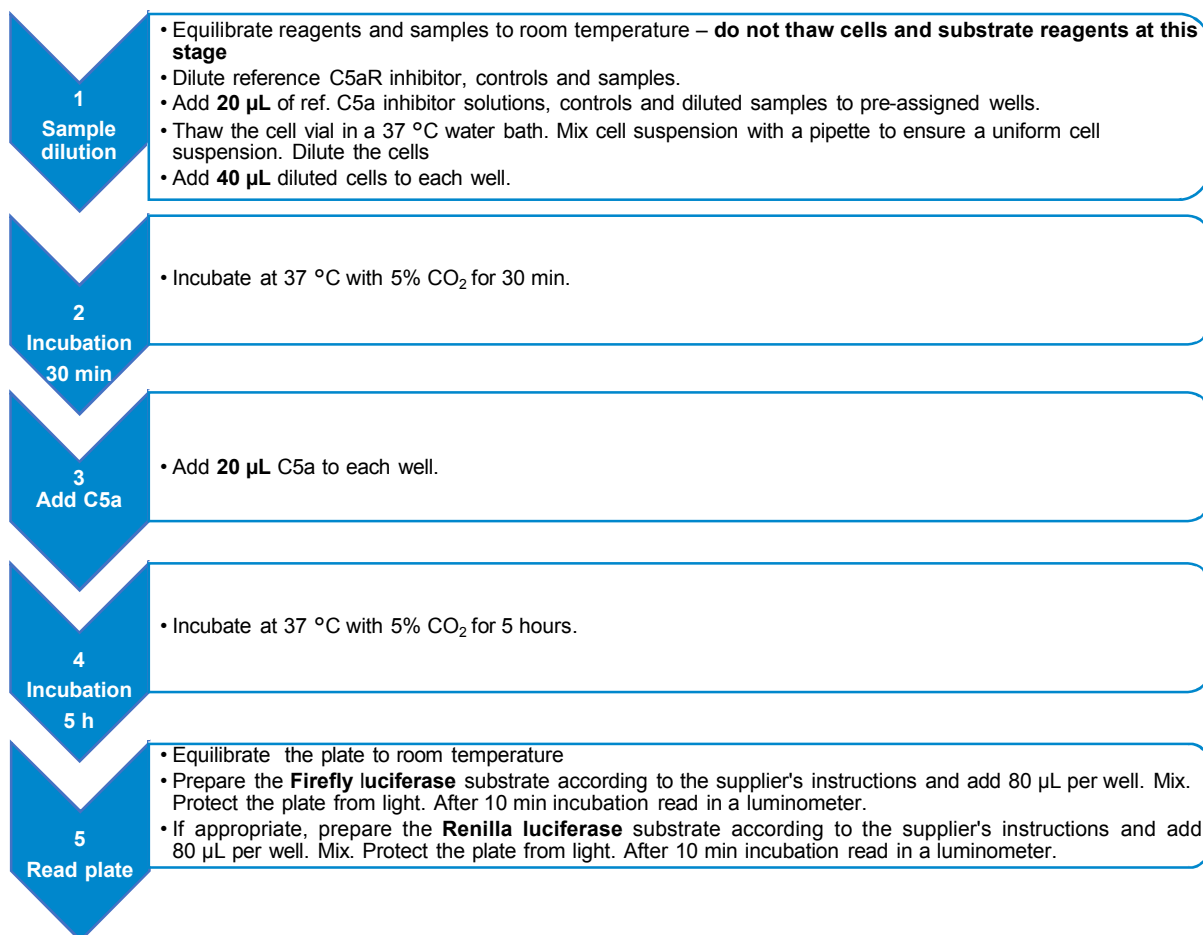 1
Sample
dilution
• Equilibrate reagents and samples to room temperature – do not thaw cells and substrate reagents at this
stage
• Dilute reference C5aR inhibitor, controls and samples.
• Add 20 µL of ref. C5a inhibitor solutions, controls and diluted samples to pre-assigned wells.
• Thaw the cell vial in a 37 °C water bath. Mix cell suspension with a pipette to ensure a uniform cell
suspension. Dilute the cells
• Add 40 µL diluted cells to each well.
2
Incubation
30 min
• Incubate at 37 °C with 5% CO₂ for 30 min.
3
Add C5a
• Add 20 µL C5a to each well.
4
Incubation
5 h
• Incubate at 37 °C with 5% CO₂ for 5 hours.
5
Read plate
• Equilibrate the plate to room temperature
• Prepare the Firefly luciferase substrate according to the supplier's instructions and add 80 µL per well. Mix.
Protect the plate from light. After 10 min incubation read in a luminometer.
• If appropriate, prepare the Renilla luciferase substrate according to the supplier's instructions and add
80 µL per well. Mix. Protect the plate from light. After 10 min incubation read in a luminometer.